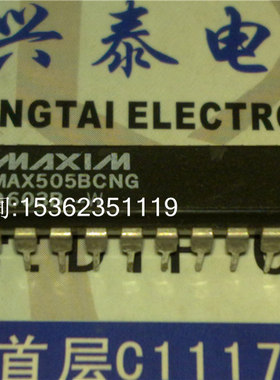 兴泰电
NGTAI ELECTRO
MAXIM
MAX505BCNG
:15362351119
首层C1117